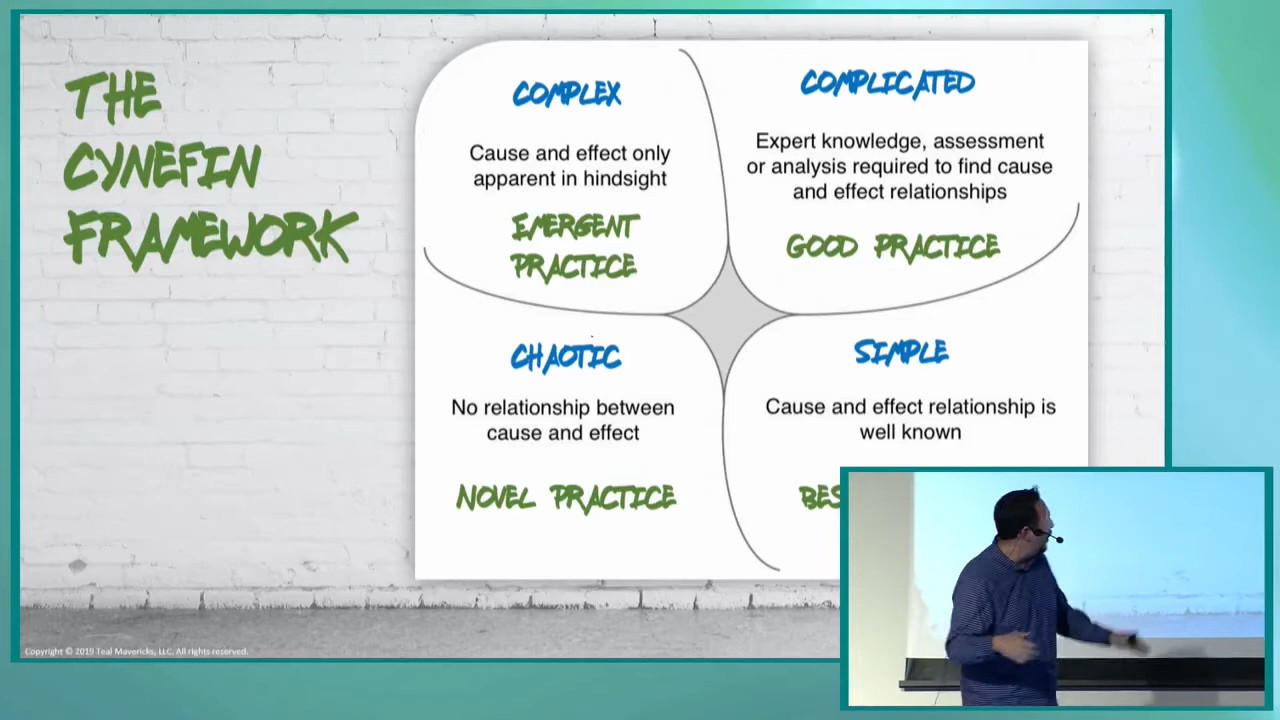 THE
CYNEFIN
FRAMEWORK
COMPLEX
Cause and effect only
apparent in hindsight
EMERGENT
PRACTICE
COMPLICATED
Expert knowledge, assessment
or analysis required to find cause
and effect relationships
GOOD PRACTICE
CHAOTIC
No relationship between
cause and effect
NOVEL PRACTICE
SIMPLE
Cause and effect relationship is
well known
Copyright © 2019 Teal Mavericks, LLC. All rights reserved.